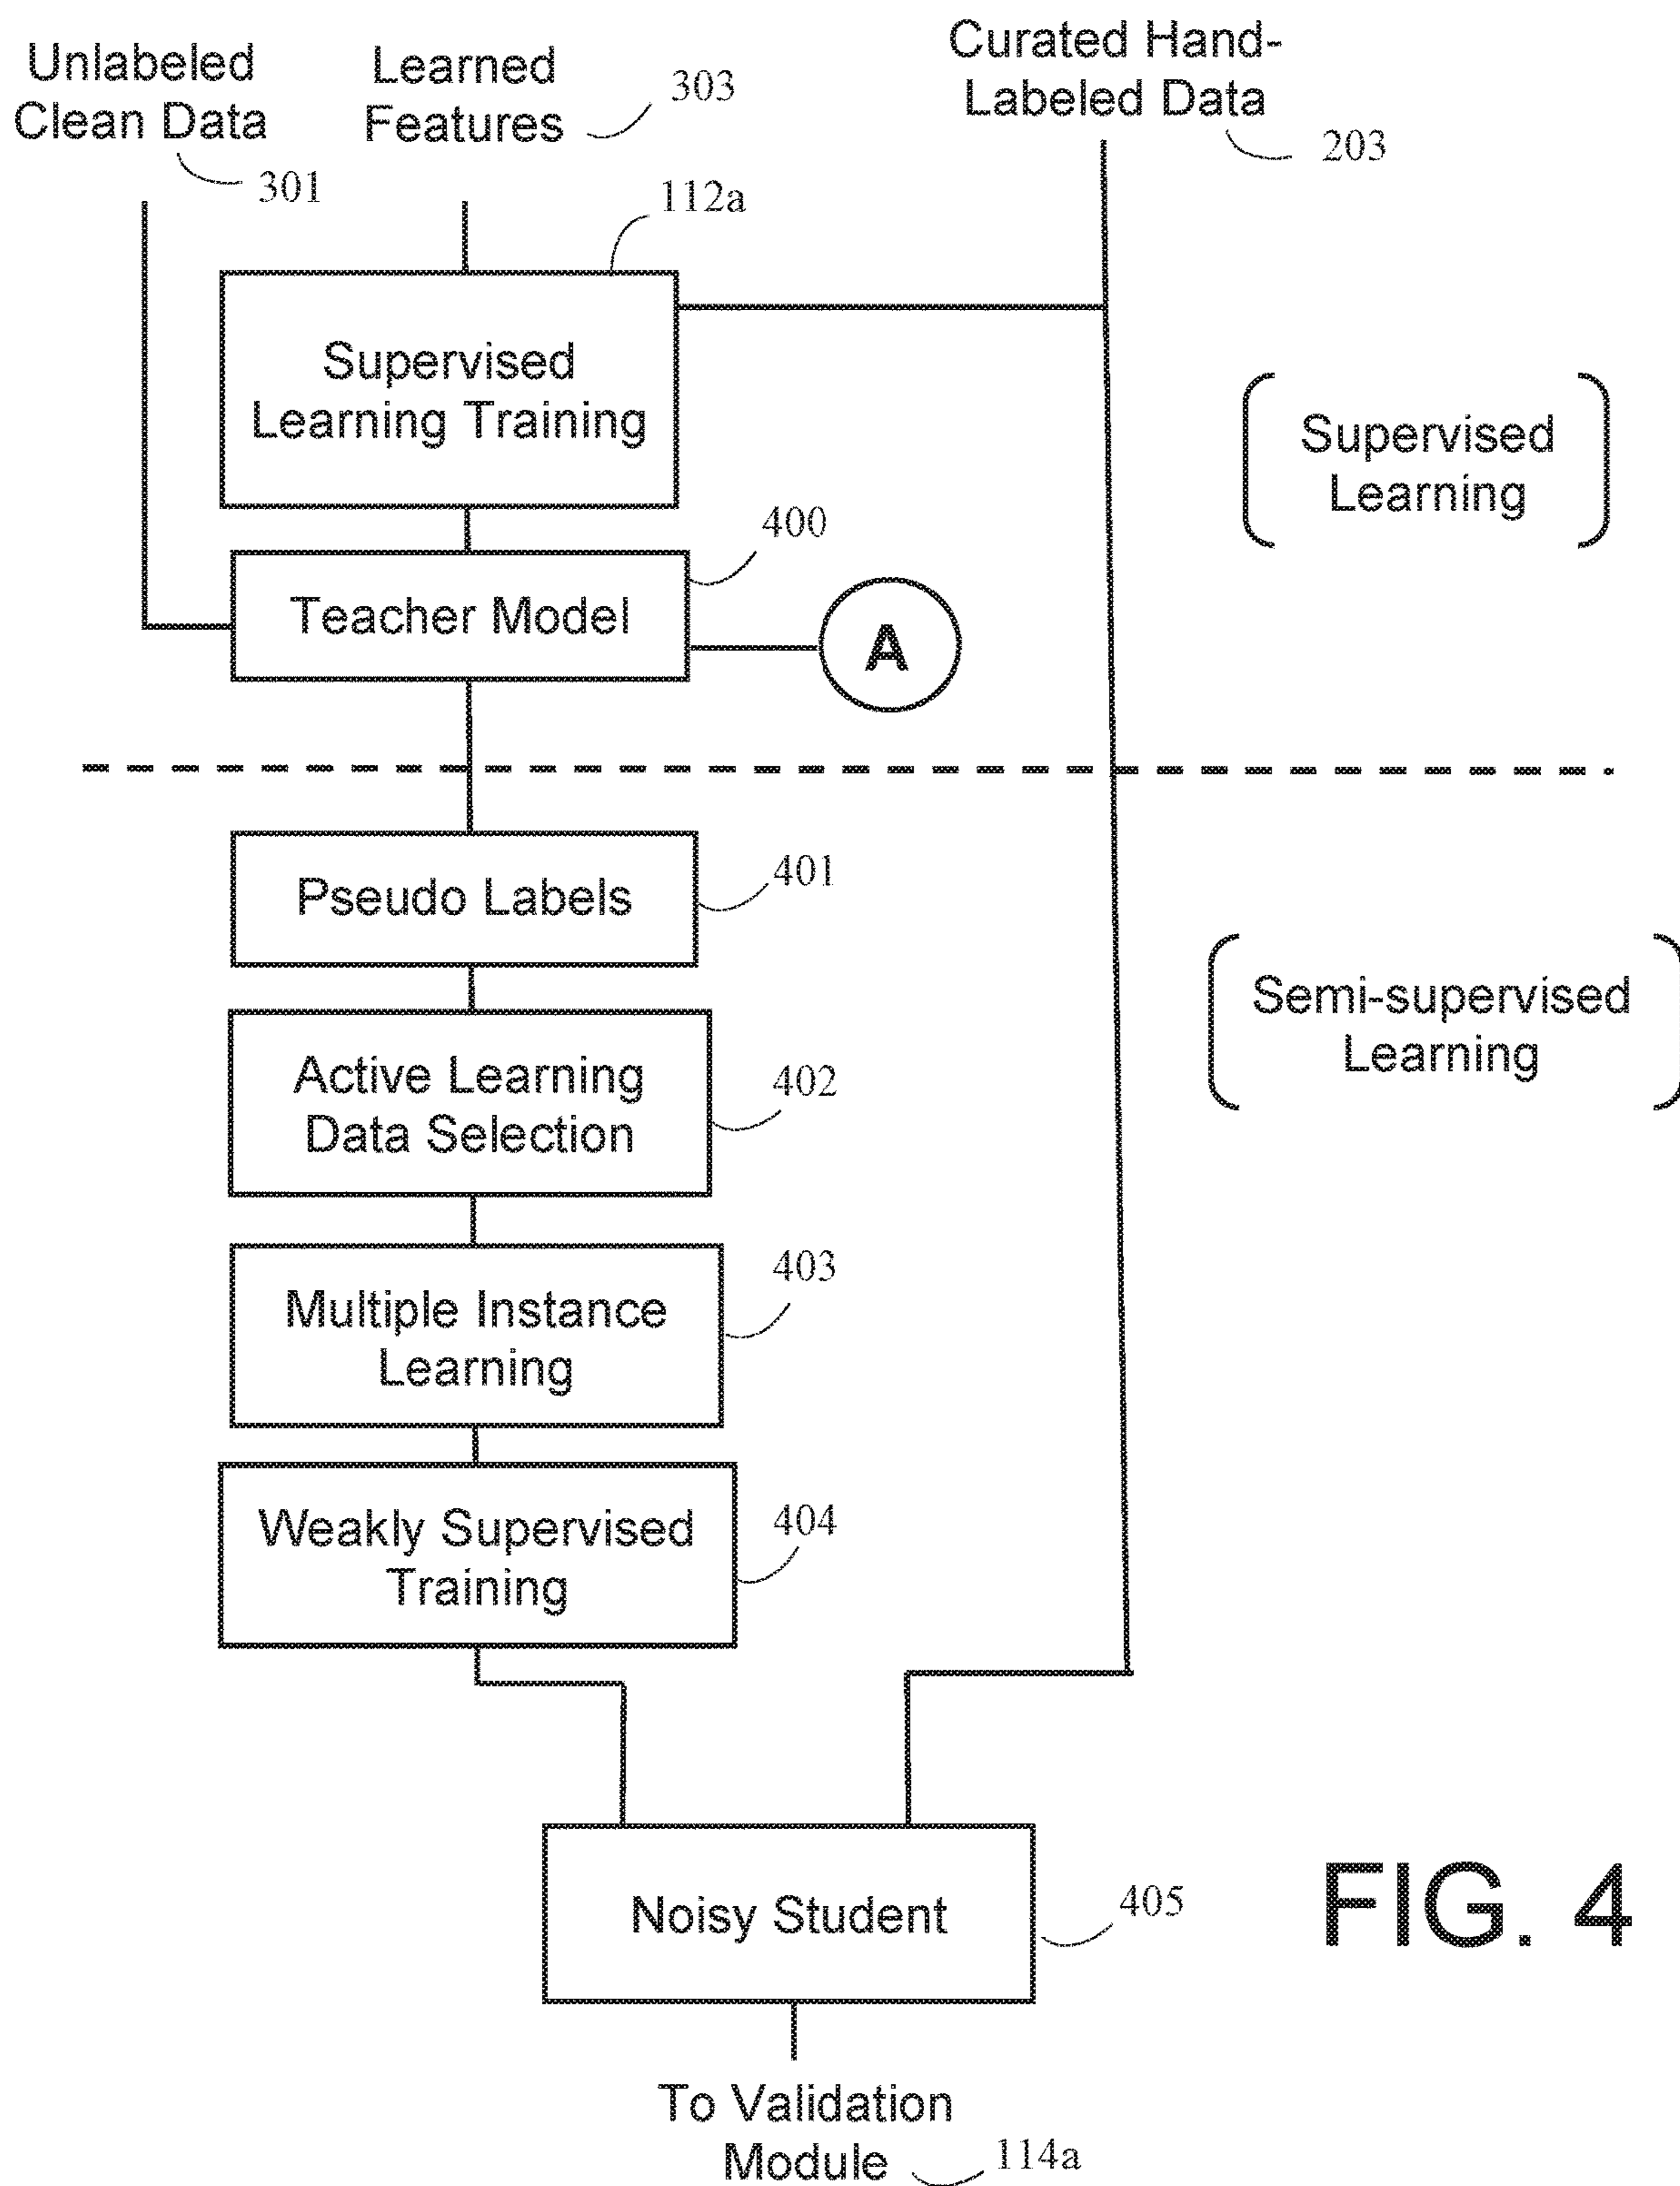 Unlabeled
Clean Data
301
Learned
Features
303
Curated Hand-
Labeled Data
203
112a
Supervised
Learning Training
Supervised
Learning
400
Teacher Model
A
Pseudo Labels
401
Semi-supervised
Learning
Active Learning
Data Selection
402
Multiple Instance
Learning
403
Weakly Supervised
Training
404
Noisy Student
405
FIG. 4
To Validation
Module
114a